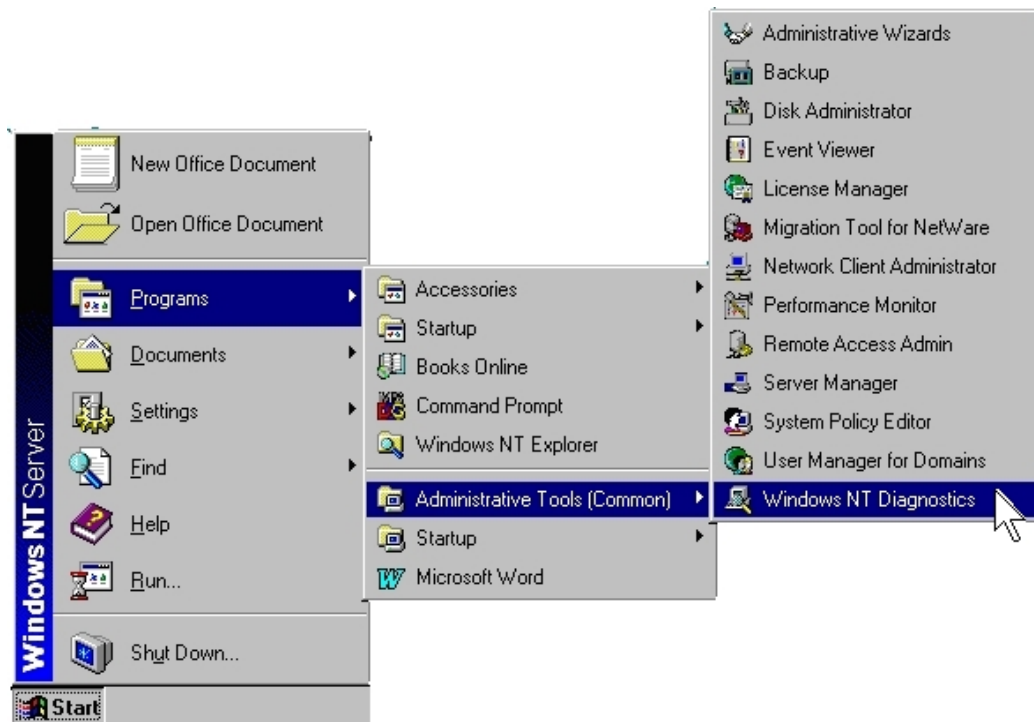 New Office Document
Open Office Document
Programs
Documents
Settings
Find
Help
Run...
Shut Down...
Windows NT Server
Start
Accessories
Startup
Books Online
Command Prompt
Windows NT Explorer
Administrative Tools (Common)
Startup
Microsoft Word
Administrative Wizards
Backup
Disk Administrator
Event Viewer
License Manager
Migration Tool for NetWare
Network Client Administrator
Performance Monitor
Remote Access Admin
Server Manager
System Policy Editor
User Manager for Domains
Windows NT Diagnostics